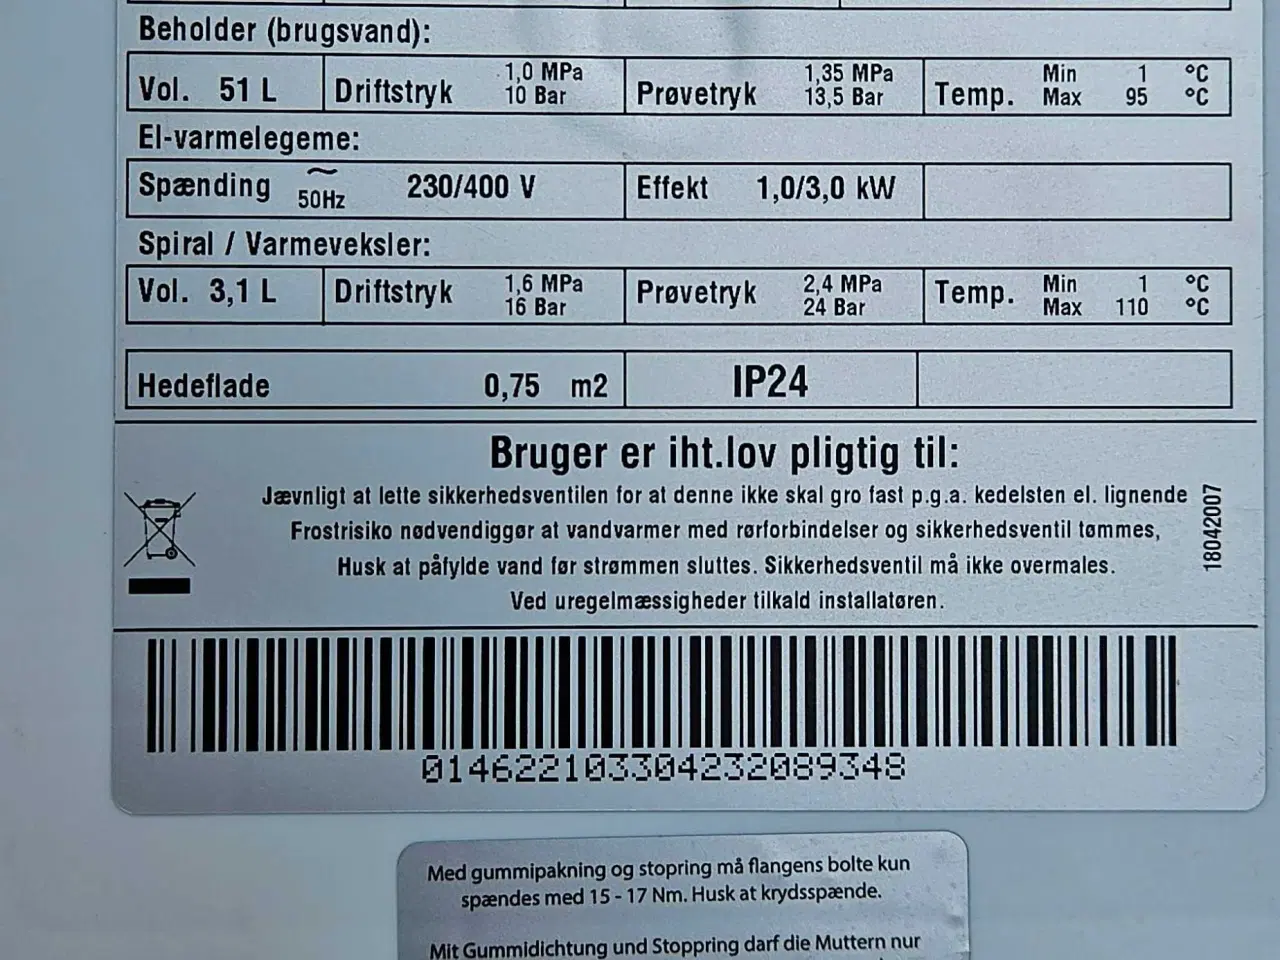 Beholder (brugsvand):
Vol. 51 L Driftstryk 1,0 MPa 10 Bar Prøvetryk 1,35 MPa 13,5 Bar Temp. Min 1 °C Max 95 °C
El-varmelegeme:
Spænding ~ 50Hz 230/400 V Effekt 1,0/3,0 kW
Spiral / Varmeveksler:
Vol. 3,1 L Driftstryk 1,6 MPa 16 Bar Prøvetryk 2,4 MPa 24 Bar Temp. Min 1 °C Max 110 °C
Hedeflade 0,75 m2 IP24
Bruger er iht.lov pligtig til:
Jævnligt at lette sikkerhedsventilen for at denne ikke skal gro fast p.g.a. kedelsten el. lignende
Frostrisiko nødvendiggør at vandvarmer med rørforbindelser og sikkerhedsventil tømmes,
Husk at påfylde vand før strømmen sluttes. Sikkerhedsventil må ikke overmales.
Ved uregelmæssigheder tilkald installatøren.
18042007
0146221033304232089348
Med gummipakning og stopring må flangens bolte kun
spændes med 15 - 17 Nm. Husk at krydsspænde.
Mit Gummidichtung und Stoppring darf die Muttern nur